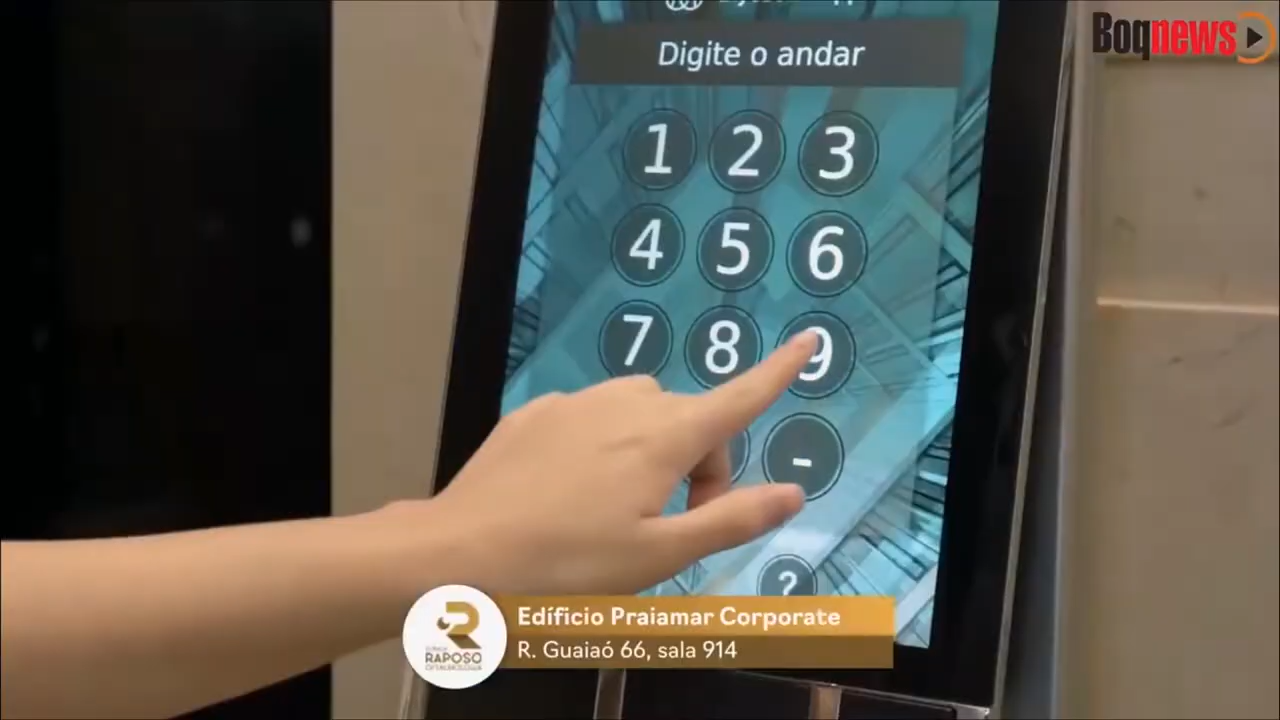 Boqnews
Digite o andar
1 2 3
4 5 6
7 8 9
-
?
Edíficio Praiamar Corporate
R. Guaiaó 66, sala 914
RAPOSO
OFTALMOLOGIA